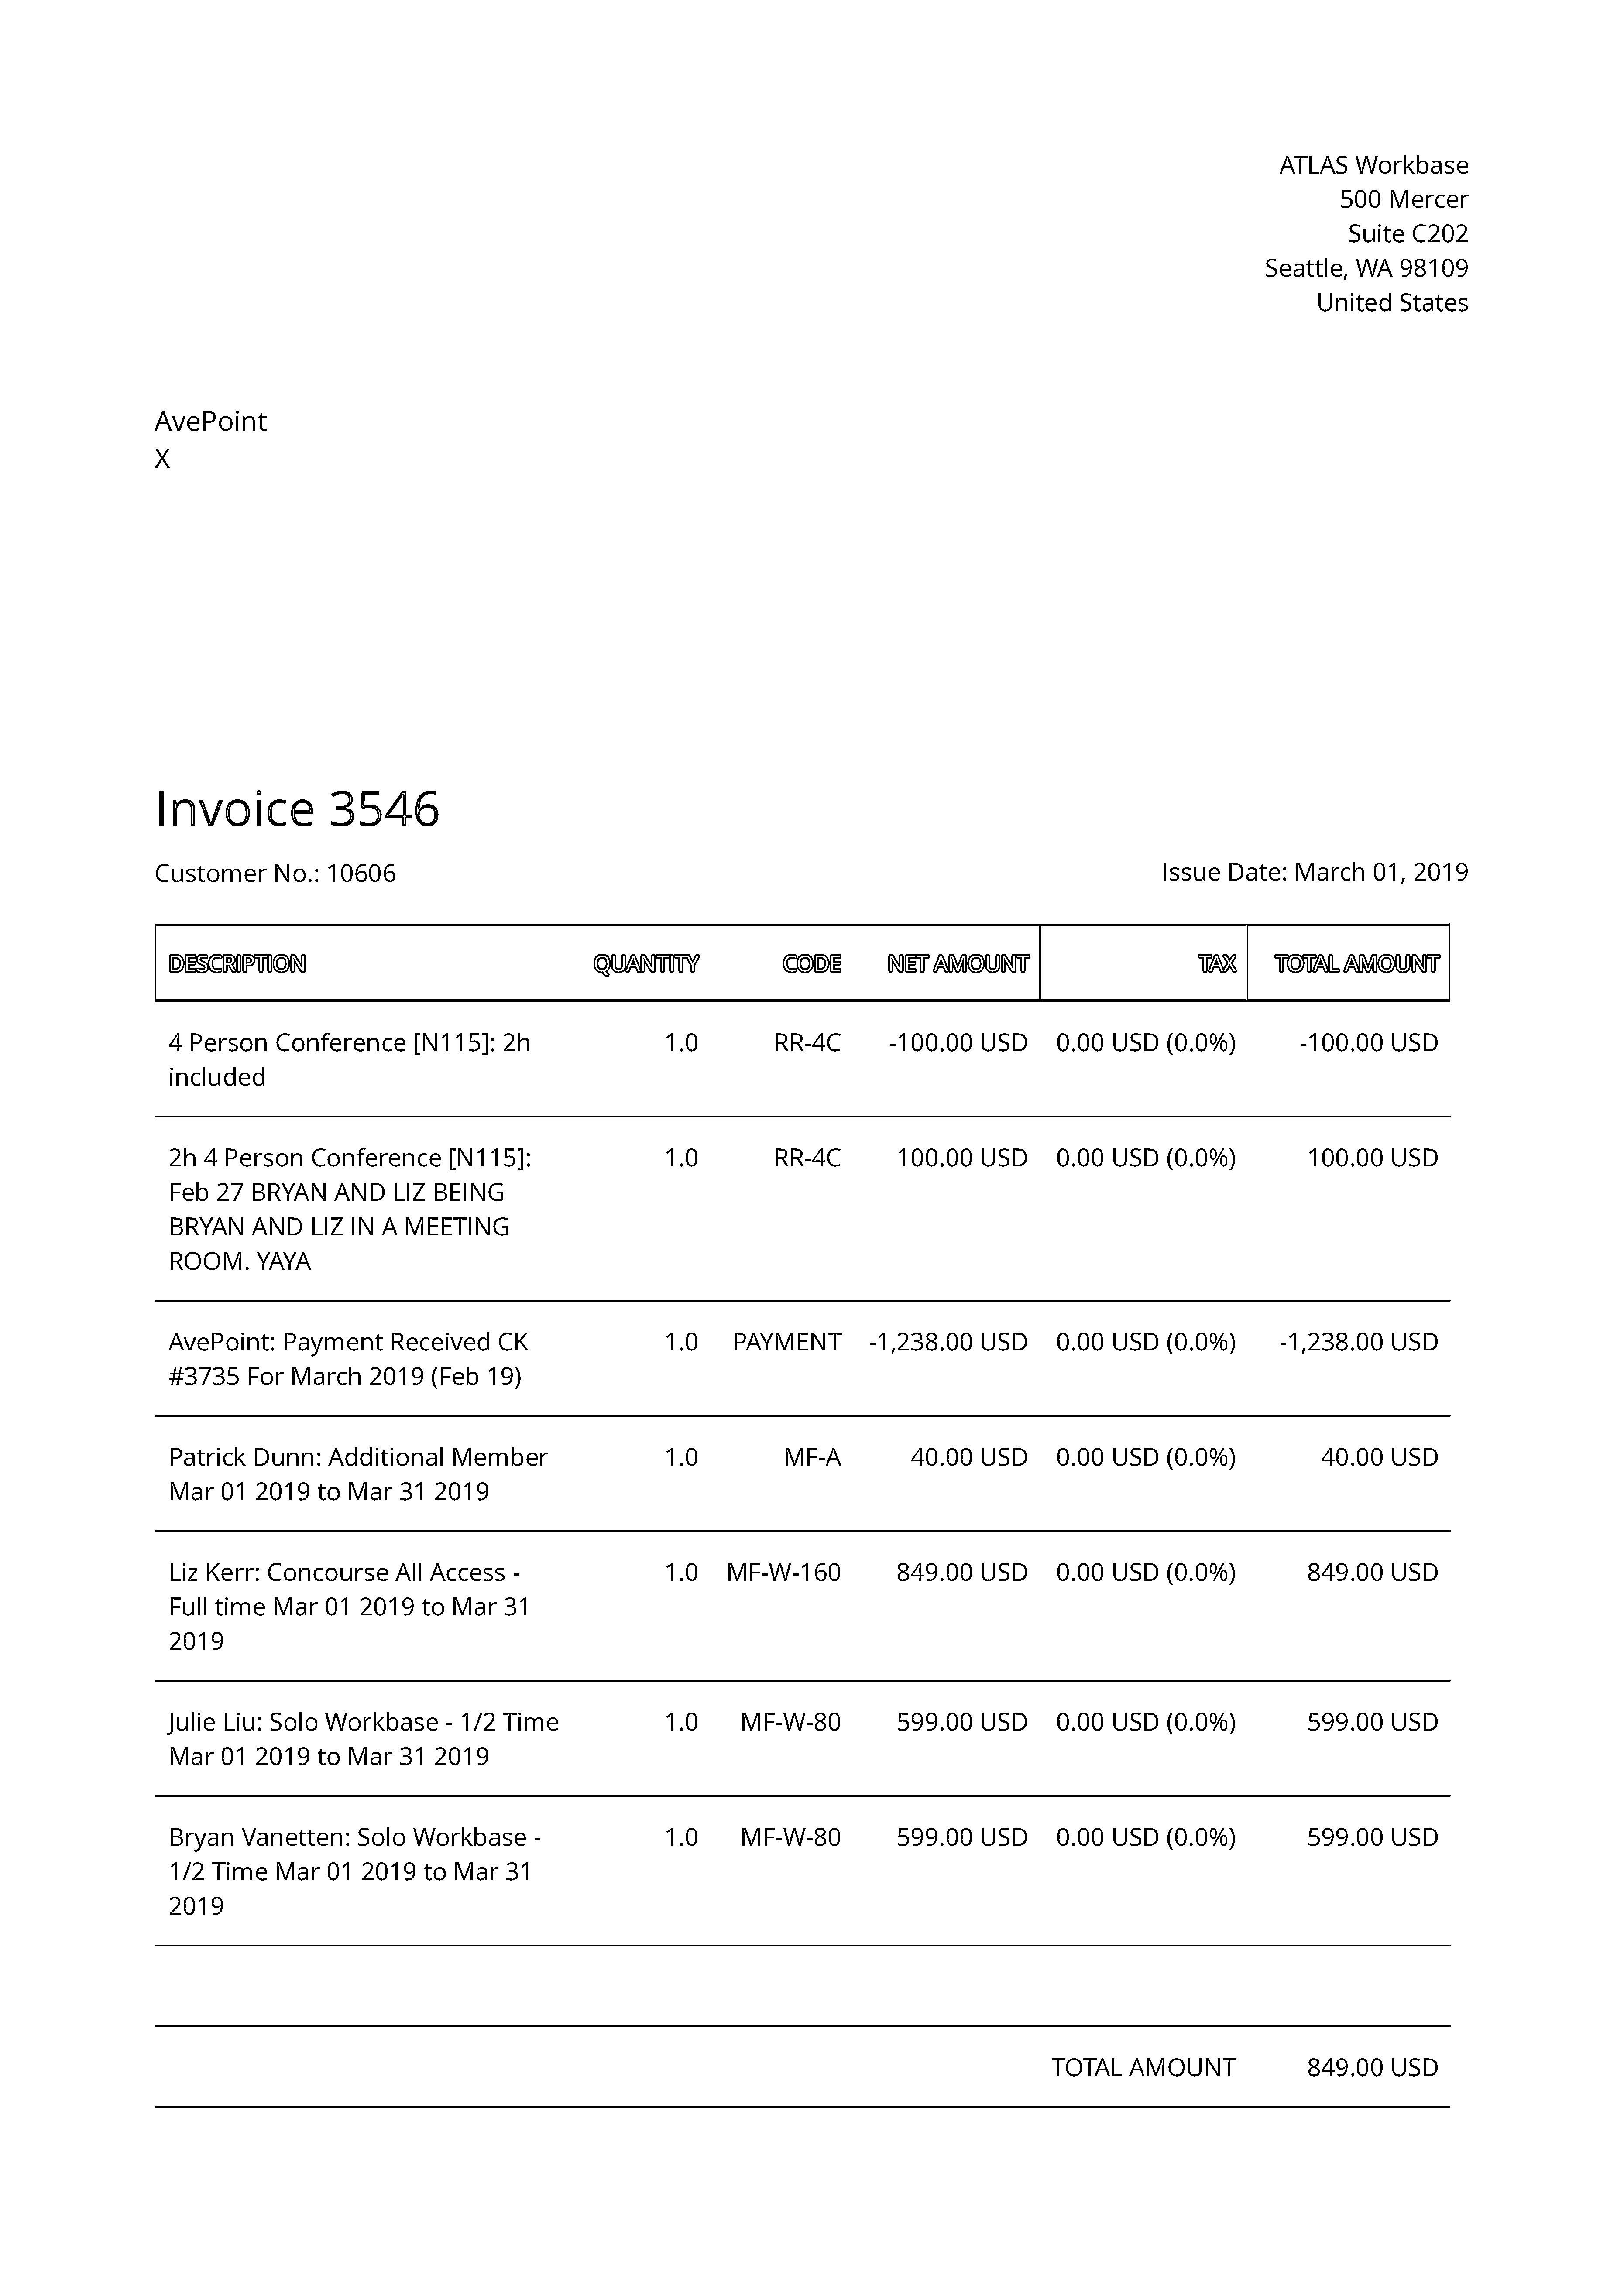 ATLAS Workbase
500 Mercer
Suite C202
Seattle, WA 98109
United States
AvePoint
X
Invoice 3546
Customer No.: 10606 Issue Date: March 01, 2019
DESCRIPTION QUANTITY CODE NET AMOUNT TAX TOTAL AMOUNT
4 Person Conference [N115]: 2h 1.0 RR-4C -100.00 USD 0.00 USD (0.0%) -100.00 USD
included
2h 4 Person Conference [N115]: 1.0 RR-4C 100.00 USD 0.00 USD (0.0%) 100.00 USD
Feb 27 BRYAN AND LIZ BEING
BRYAN AND LIZ IN A MEETING
ROOM. YAYA
AvePoint: Payment Received CK 1.0 PAYMENT -1,238.00 USD 0.00 USD (0.0%) -1,238.00 USD
#3735 For March 2019 (Feb 19)
Patrick Dunn: Additional Member 1.0 MF-A 40.00 USD 0.00 USD (0.0%) 40.00 USD
Mar 01 2019 to Mar 31 2019
Liz Kerr: Concourse All Access - 1.0 MF-W-160 849.00 USD 0.00 USD (0.0%) 849.00 USD
Full time Mar 01 2019 to Mar 31
2019
Julie Liu: Solo Workbase - 1/2 Time 1.0 MF-W-80 599.00 USD 0.00 USD (0.0%) 599.00 USD
Mar 01 2019 to Mar 31 2019
Bryan Vanetten: Solo Workbase - 1.0 MF-W-80 599.00 USD 0.00 USD (0.0%) 599.00 USD
1/2 Time Mar 01 2019 to Mar 31
2019
TOTAL AMOUNT 849.00 USD